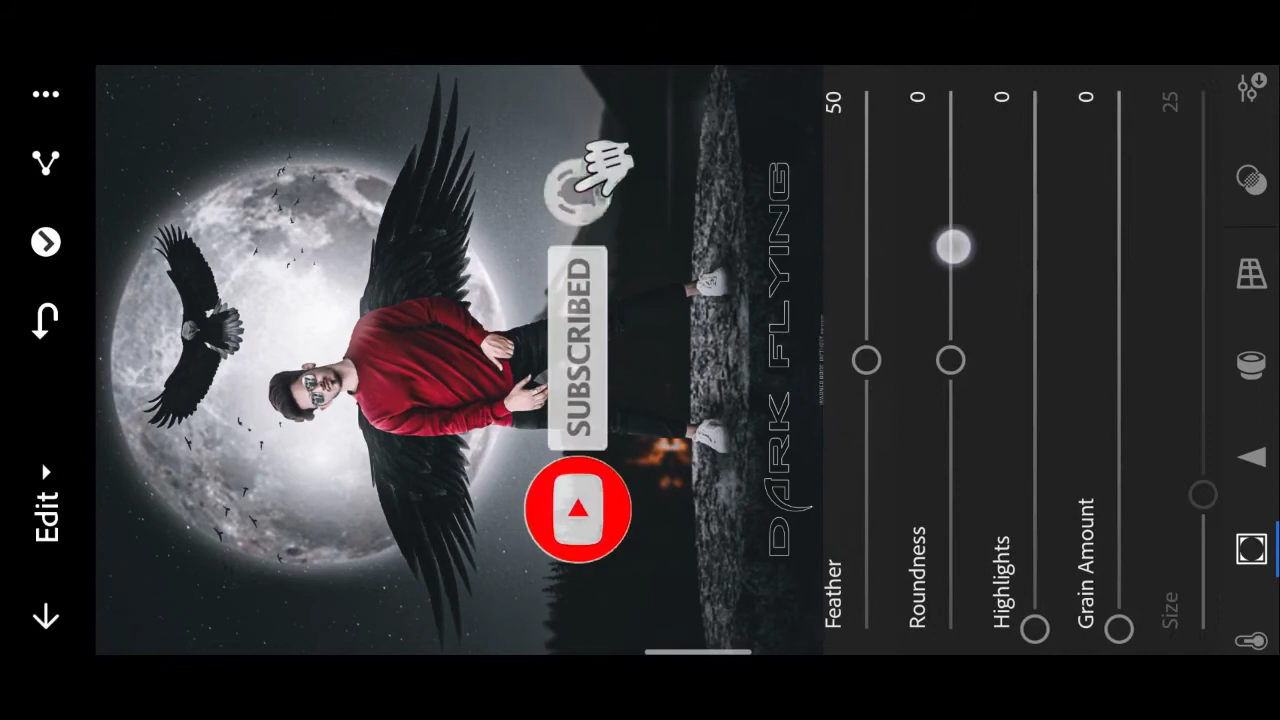 Edit
SUBSCRIBED
DARK FLYING
Feather 50
Roundness 0
Highlights 0
Grain Amount 0
Size 25